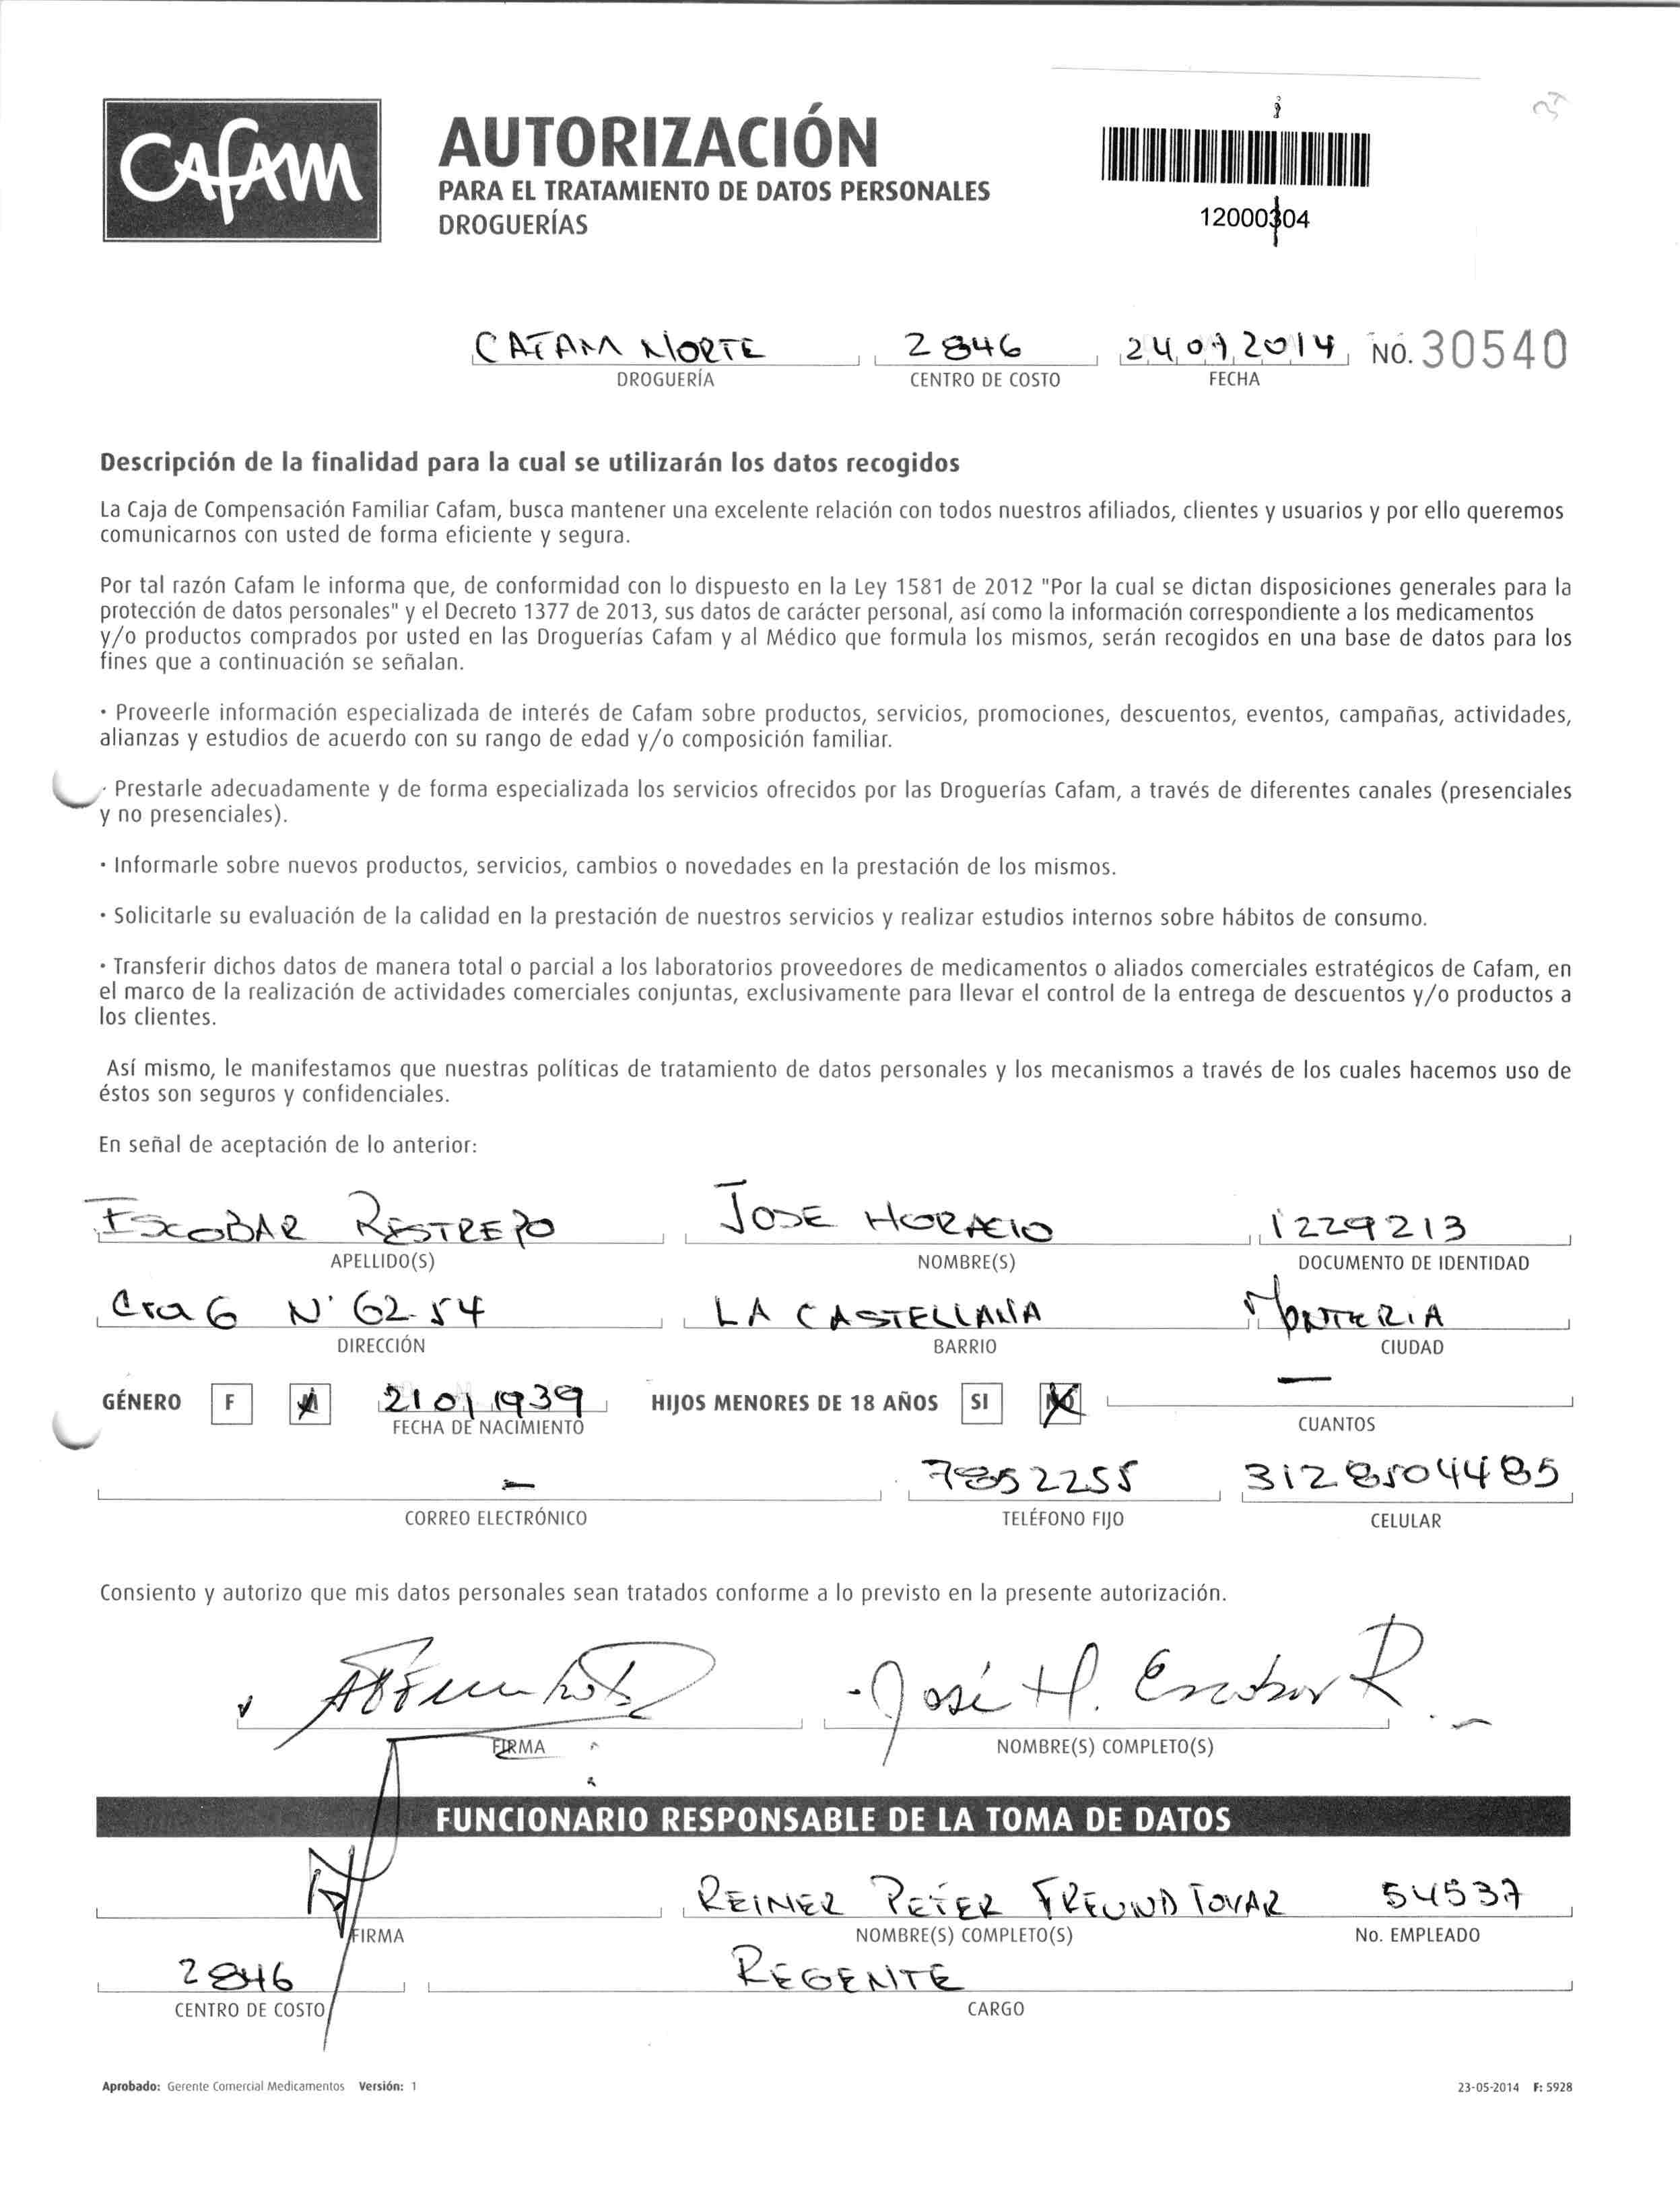 Cafam
AUTORIZACIÓN
PARA EL TRATAMIENTO DE DATOS PERSONALES
DROGUERÍAS
12000304
CAFAM NORTE 2846 24 09 2014 NO. 30540
DROGUERÍA CENTRO DE COSTO FECHA
Descripción de la finalidad para la cual se utilizarán los datos recogidos
La Caja de Compensación Familiar Cafam, busca mantener una excelente relación con todos nuestros afiliados, clientes y usuarios y por ello queremos
comunicarnos con usted de forma eficiente y segura.
Por tal razón Cafam le informa que, de conformidad con lo dispuesto en la Ley 1581 de 2012 "Por la cual se dictan disposiciones generales para la
protección de datos personales" y el Decreto 1377 de 2013, sus datos de carácter personal, así como la información correspondiente a los medicamentos
y/o productos comprados por usted en las Droguerías Cafam y al Médico que formula los mismos, serán recogidos en una base de datos para los
fines que a continuación se señalan.
· Proveerle información especializada de interés de Cafam sobre productos, servicios, promociones, descuentos, eventos, campañas, actividades,
alianzas y estudios de acuerdo con su rango de edad y/o composición familiar.
· Prestarle adecuadamente y de forma especializada los servicios ofrecidos por las Droguerías Cafam, a través de diferentes canales (presenciales
y no presenciales).
· Informarle sobre nuevos productos, servicios, cambios o novedades en la prestación de los mismos.
· Solicitarle su evaluación de la calidad en la prestación de nuestros servicios y realizar estudios internos sobre hábitos de consumo.
· Transferir dichos datos de manera total o parcial a los laboratorios proveedores de medicamentos o aliados comerciales estratégicos de Cafam, en
el marco de la realización de actividades comerciales conjuntas, exclusivamente para llevar el control de la entrega de descuentos y/o productos a
los clientes.
Así mismo, le manifestamos que nuestras políticas de tratamiento de datos personales y los mecanismos a través de los cuales hacemos uso de
éstos son seguros y confidenciales.
En señal de aceptación de lo anterior:
ESCOBAR RESTREPO JOSE HORACIO 1229213
APELLIDO(S) NOMBRE(S) DOCUMENTO DE IDENTIDAD
Cra 6 N° 62-54 LA CASTELLANA MONTERIA
DIRECCIÓN BARRIO CIUDAD
GÉNERO F M 21 01 1939 HIJOS MENORES DE 18 AÑOS SI NO —
FECHA DE NACIMIENTO CUANTOS
— 7852255 3128504485
CORREO ELECTRÓNICO TELÉFONO FIJO CELULAR
Consiento y autorizo que mis datos personales sean tratados conforme a lo previsto en la presente autorización.
José H. Escobar R.
FIRMA NOMBRE(S) COMPLETO(S)
FUNCIONARIO RESPONSABLE DE LA TOMA DE DATOS
REINER PETER FREUND TOVAR 54537
FIRMA NOMBRE(S) COMPLETO(S) No. EMPLEADO
2846 REGENTE
CENTRO DE COSTO CARGO
Aprobado: Gerente Comercial Medicamentos Versión: 1 23-05-2014 F: 5928